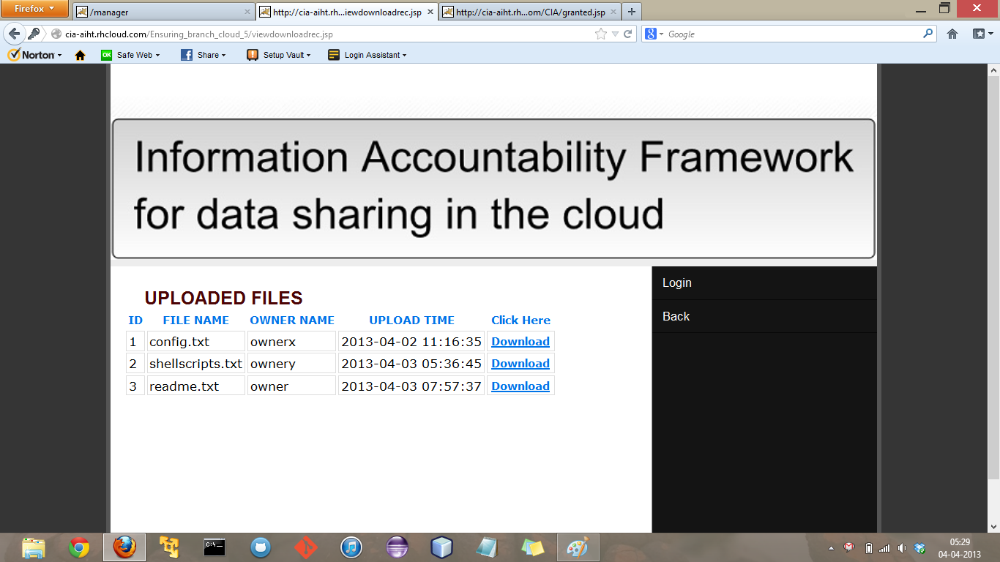 Firefox
/manager
http://cia-aiht.rh...iewdownloadrec.jsp
http://cia-aiht.rh...om/CIA/granted.jsp
cia-aiht.rhcloud.com/Ensuring_branch_cloud_5/viewdownloadrec.jsp
Google
Norton
Safe Web
Share
Setup Vault
Login Assistant
Information Accountability Framework
for data sharing in the cloud
Login
Back
UPLOADED FILES
ID FILE NAME OWNER NAME UPLOAD TIME Click Here
1 config.txt ownerx 2013-04-02 11:16:35 Download
2 shellscripts.txt ownery 2013-04-03 05:36:45 Download
3 readme.txt owner 2013-04-03 07:57:37 Download
05:29
04-04-2013